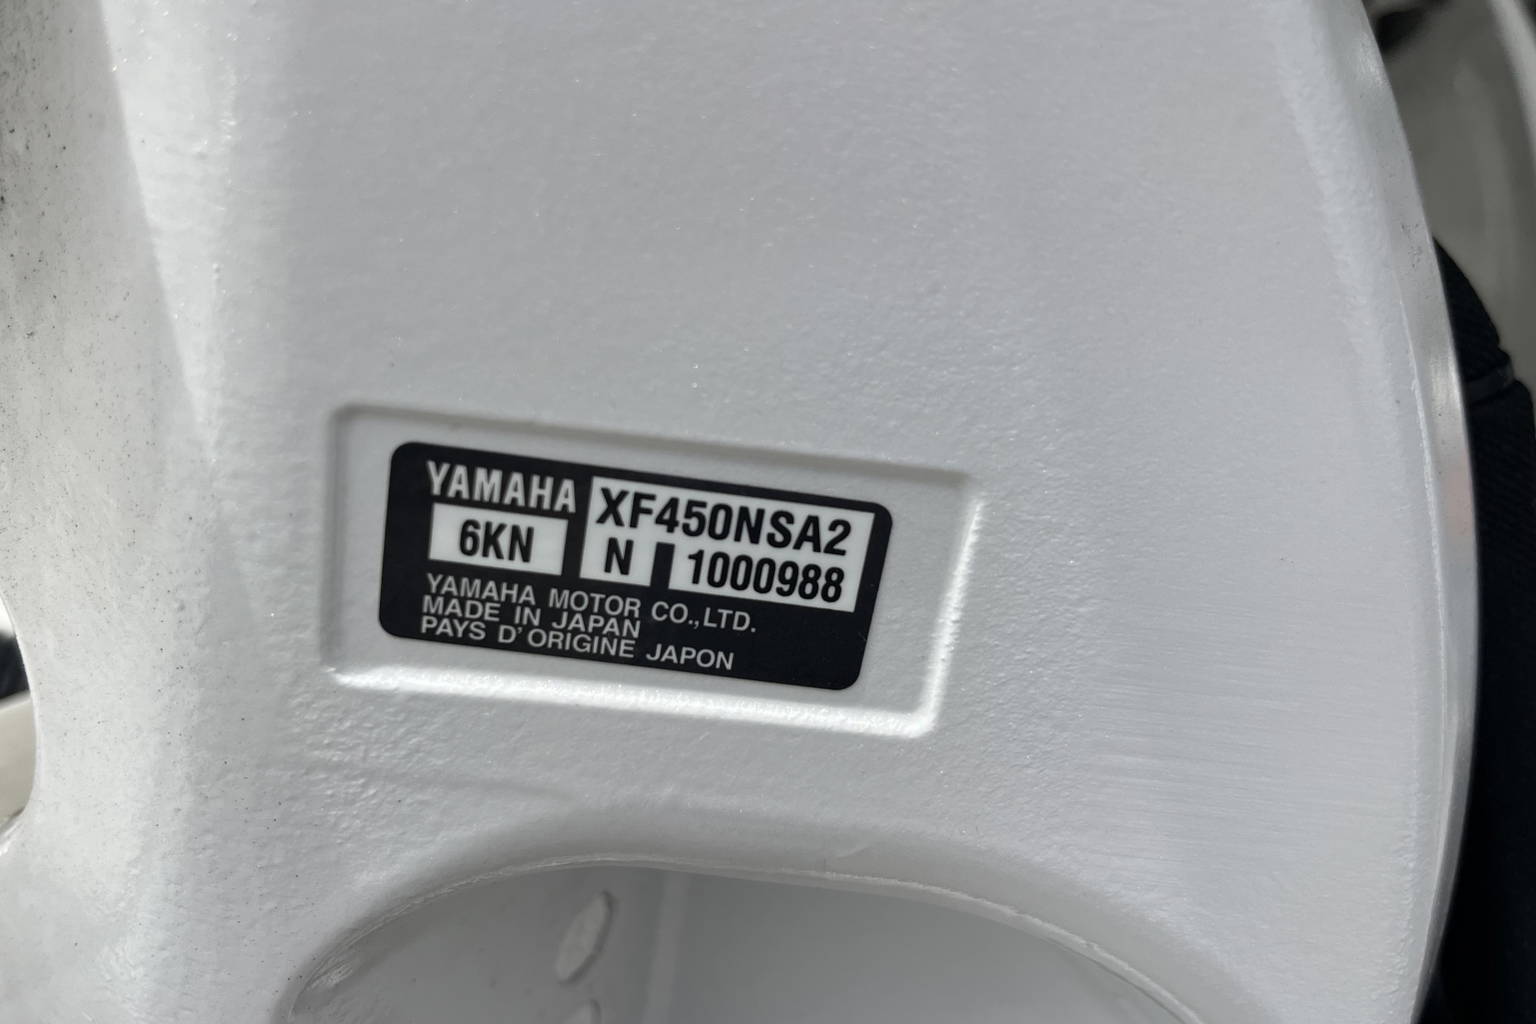 YAMAHA XF450NSA2
6KN N 1000988
YAMAHA MOTOR CO.,LTD.
MADE IN JAPAN
PAYS D'ORIGINE JAPON